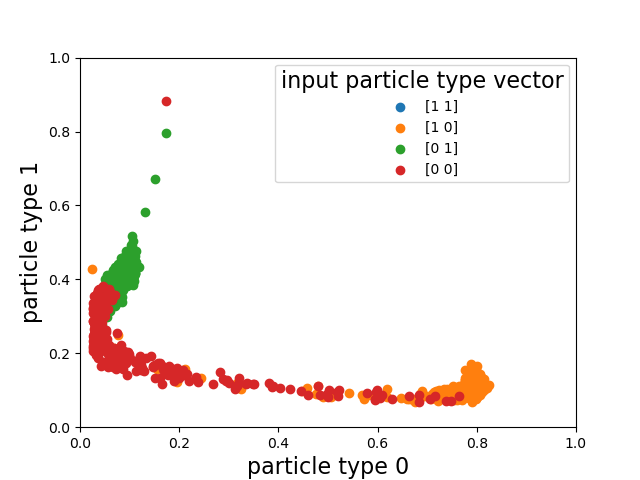 input particle type vector
[1 1]
[1 0]
[0 1]
[0 0]
1.0
0.8
0.6
0.4
0.2
0.0
particle type 1
0.0 0.2 0.4 0.6 0.8 1.0
particle type 0